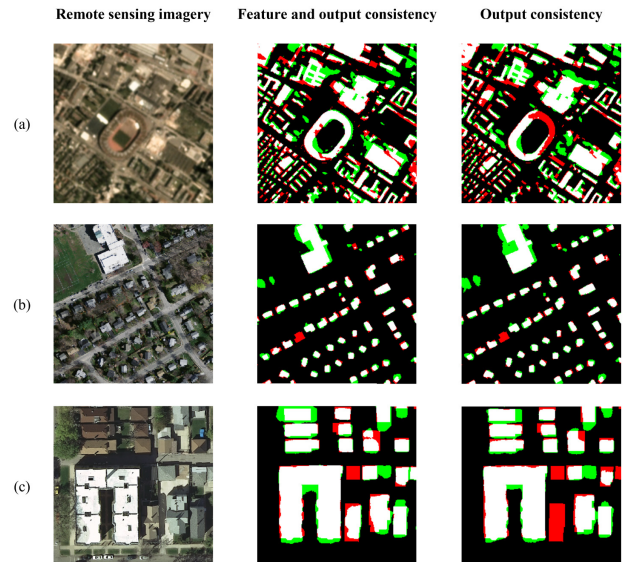 Remote sensing imagery Feature and output consistency Output consistency
(a)
(b)
(c)